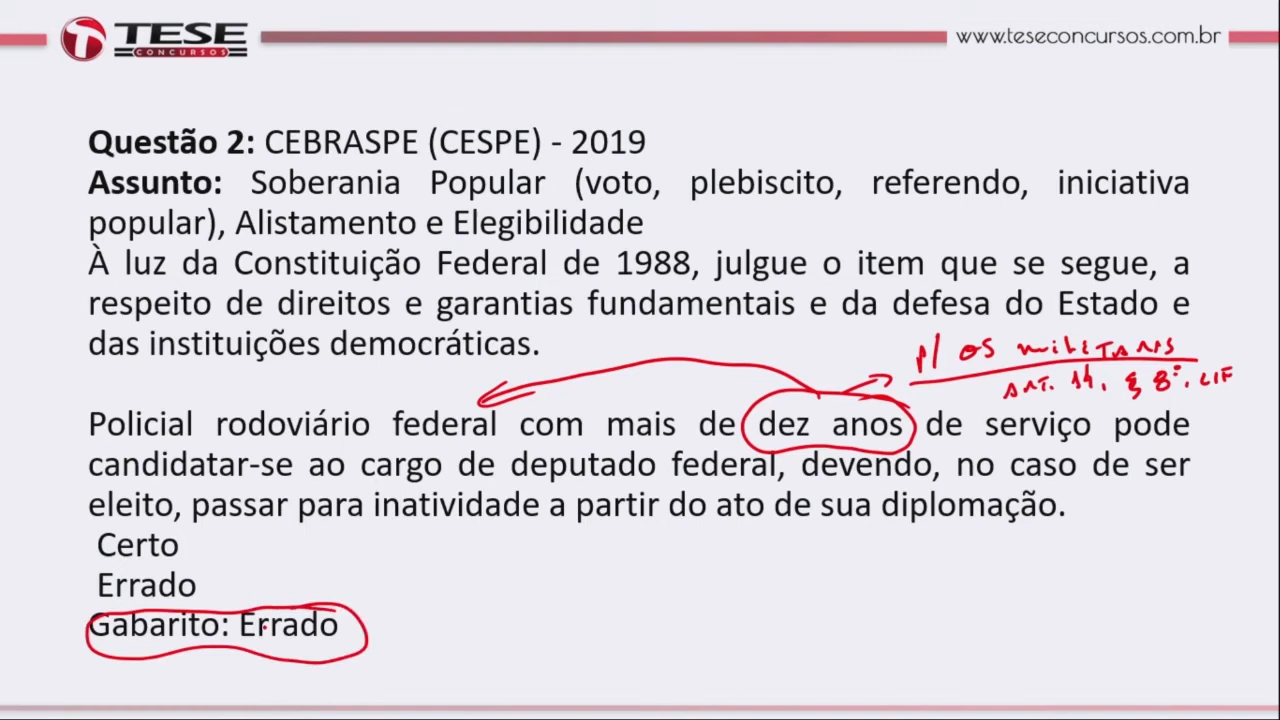 TESE
CONCURSOS
www.teseconcursos.com.br
Questão 2: CEBRASPE (CESPE) - 2019
Assunto: Soberania Popular (voto, plebiscito, referendo, iniciativa
popular), Alistamento e Elegibilidade
À luz da Constituição Federal de 1988, julgue o item que se segue, a
respeito de direitos e garantias fundamentais e da defesa do Estado e
das instituições democráticas.
p/ os militares
ART. 14, § 8º, CF
Policial rodoviário federal com mais de dez anos de serviço pode
candidatar-se ao cargo de deputado federal, devendo, no caso de ser
eleito, passar para inatividade a partir do ato de sua diplomação.
Certo
Errado
Gabarito: Errado